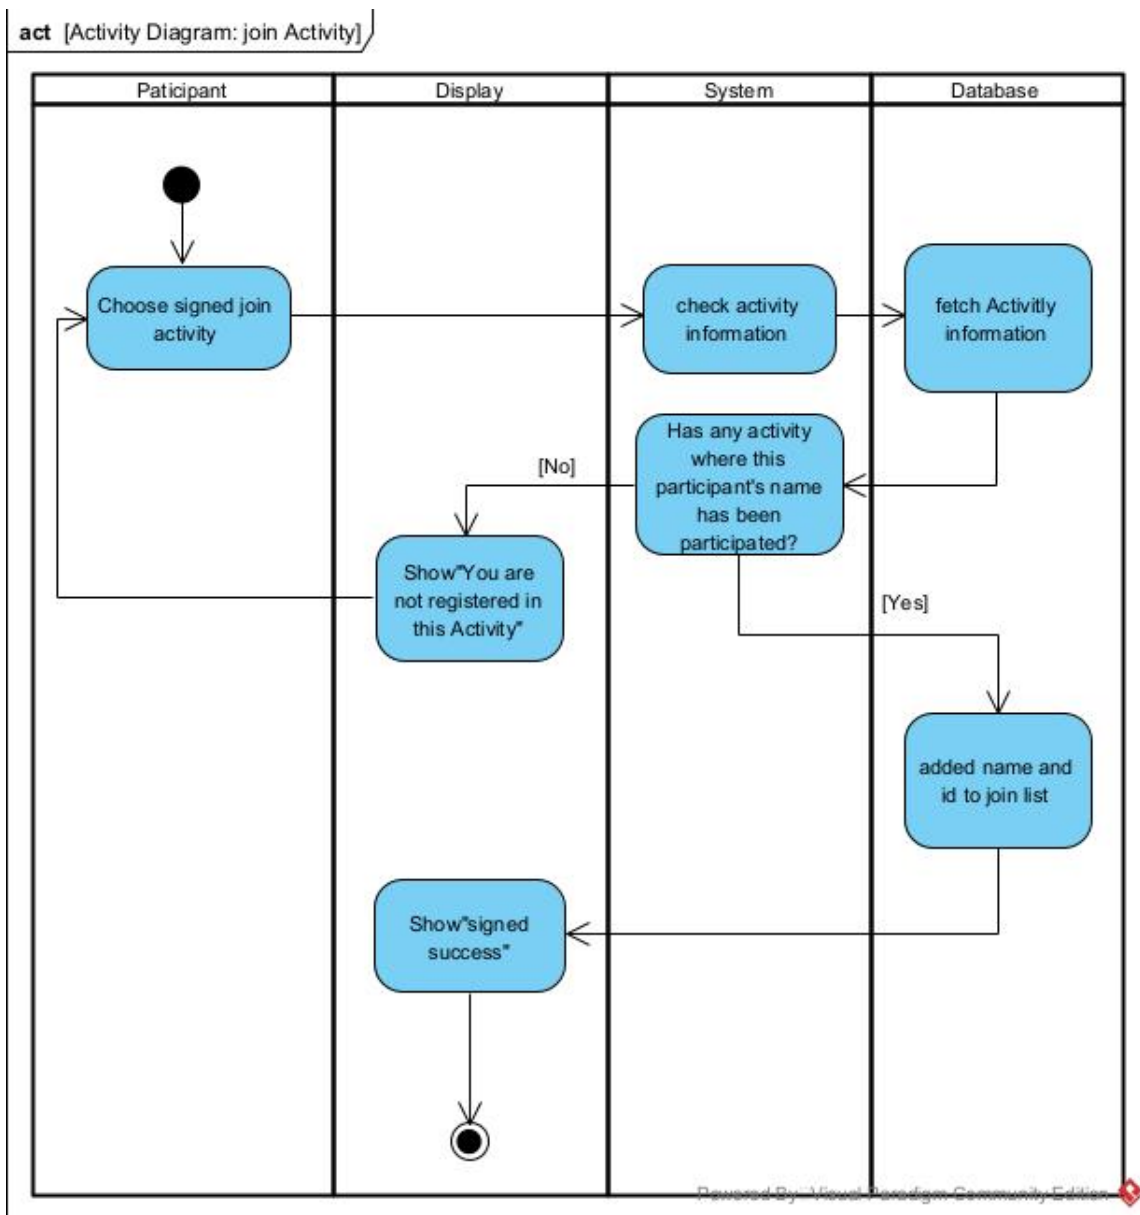 act [Activity Diagram: join Activity]
Paticipant
Display
System
Database
Choose signed join
activity
check activity
information
fetch Activitly
information
Has any activity
where this
participant's name
has been
participated?
[No]
Show"You are
not registered in
this Activity"
[Yes]
added name and
id to join list
Show"signed
success"
Powered By Visual Paradigm Community Edition